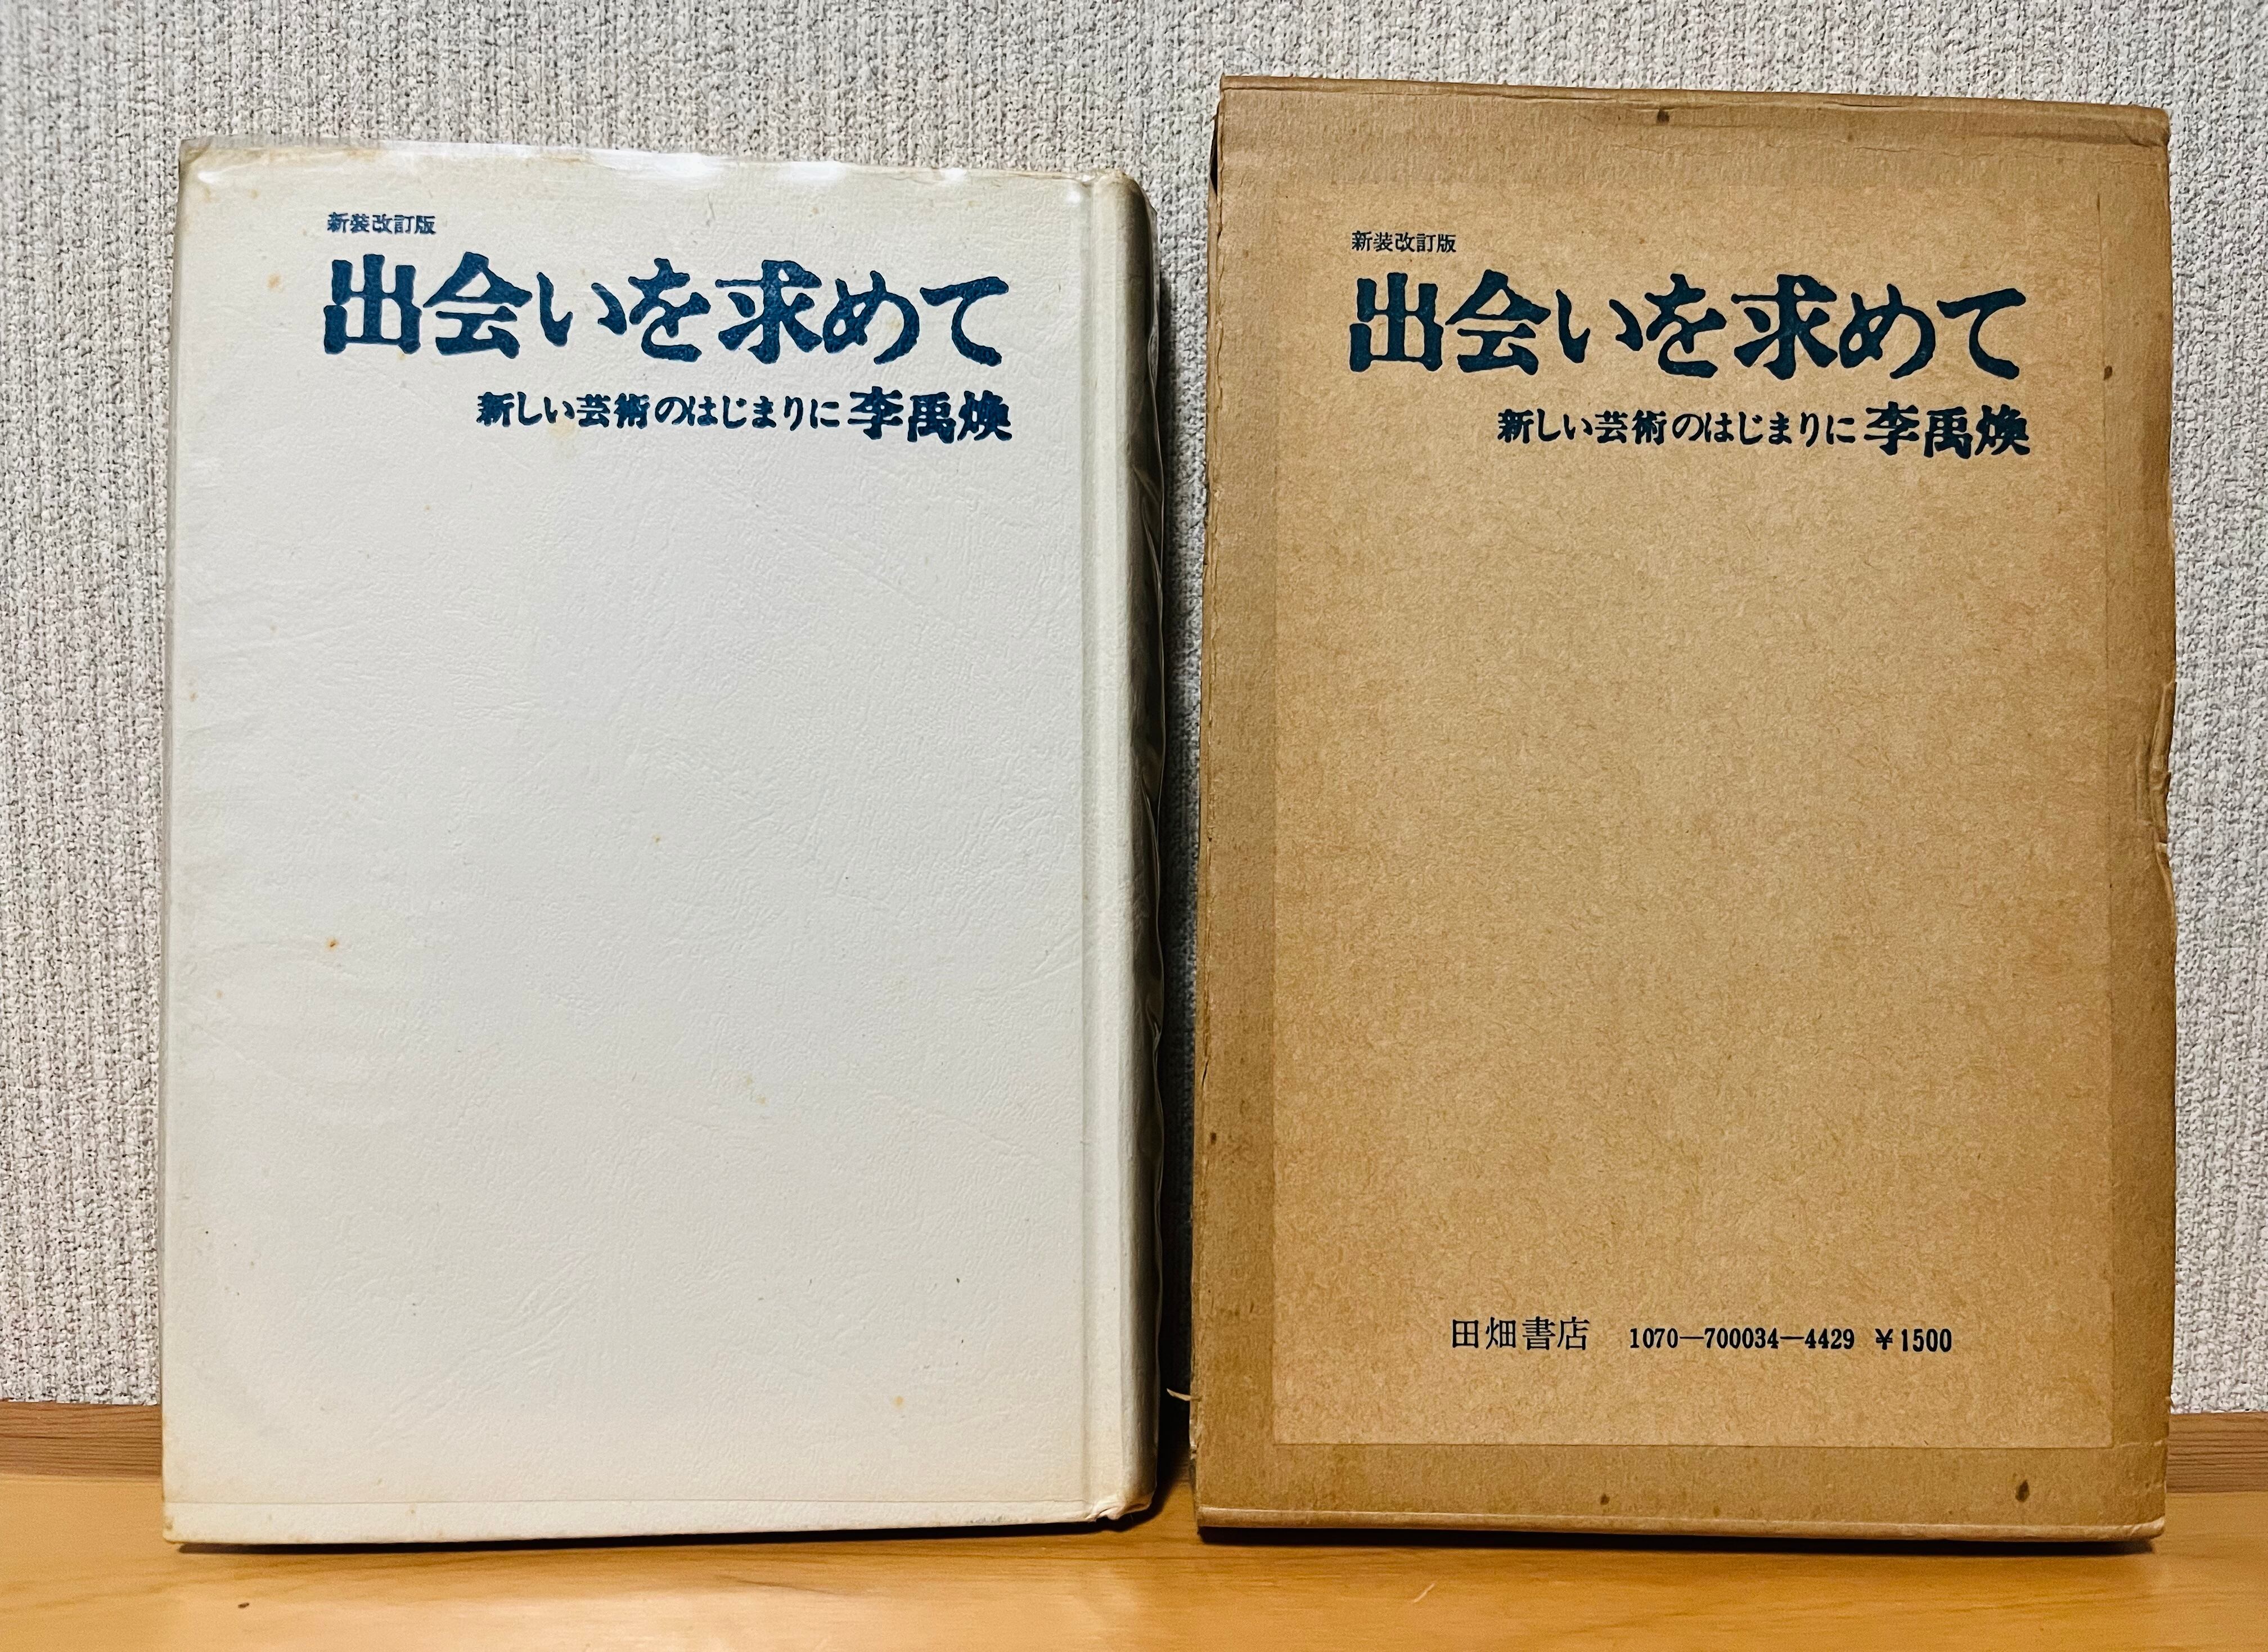 新装改訂版
出会いを求めて
新しい芸術のはじまりに 李禹煥
新装改訂版
出会いを求めて
新しい芸術のはじまりに 李禹煥
田畑書店 1070―700034―4429 ¥1500